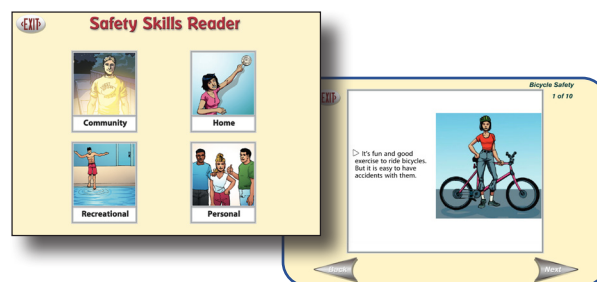 EXIT
Safety Skills Reader
Community
Home
Recreational
Personal
Bicycle Safety
1 of 10
EXIT
It's fun and good
exercise to ride bicycles.
But it is easy to have
accidents with them.
Back
Next